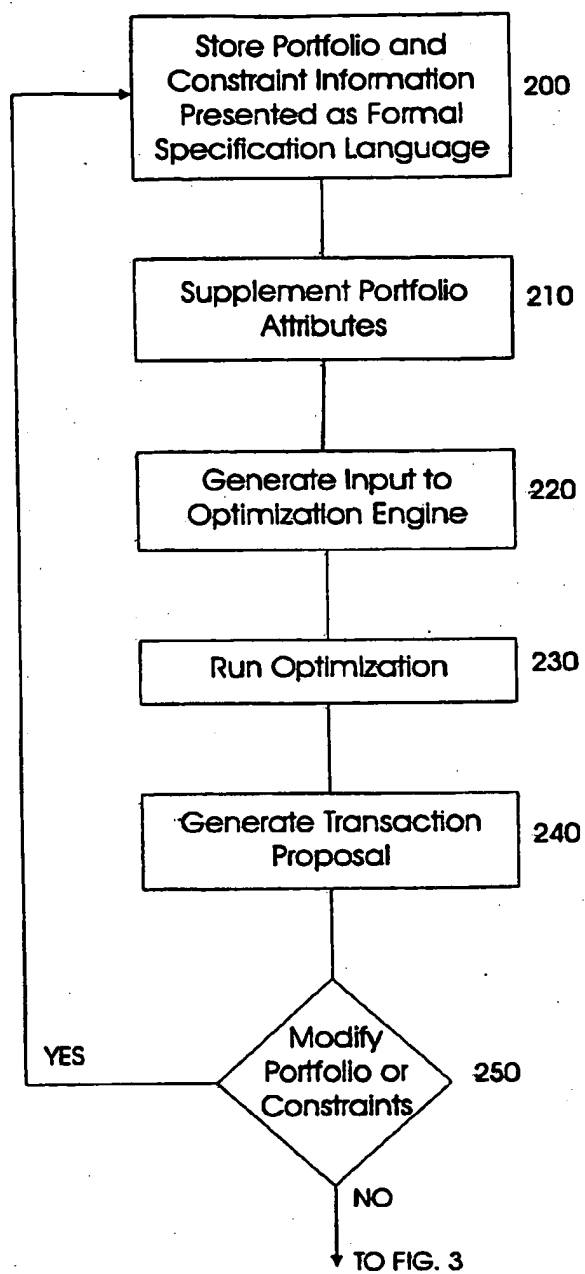 Store Portfolio and
Constraint Information
Presented as Formal
Specification Language
200
Supplement Portfolio
Attributes
210
Generate Input to
Optimization Engine
220
Run Optimization
230
Generate Transaction
Proposal
240
Modify
Portfolio or
Constraints
250
YES
NO
TO FIG. 3